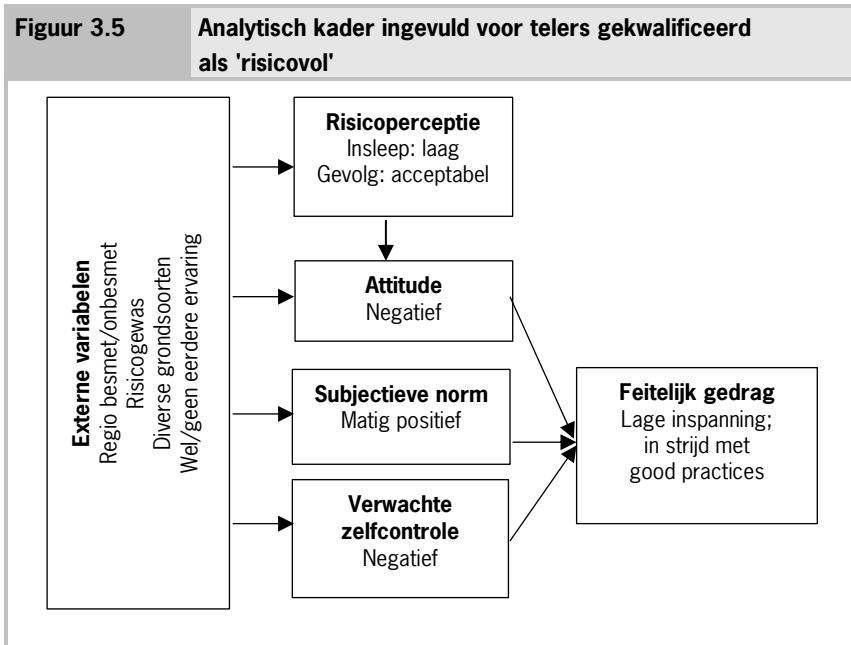 Figuur 3.5
Analytisch kader ingevuld voor telers gekwalificeerd
als 'risicovol'
Externe variabelen
Regio besmet/onbesmet
Risicogewas
Diverse grondsoorten
Wel/geen eerdere ervaring
Risicoperceptie
Insleep: laag
Gevolg: acceptabel
Attitude
Negatief
Subjectieve norm
Matig positief
Verwachte
zelfcontrole
Negatief
Feitelijk gedrag
Lage inspanning;
in strijd met
good practices